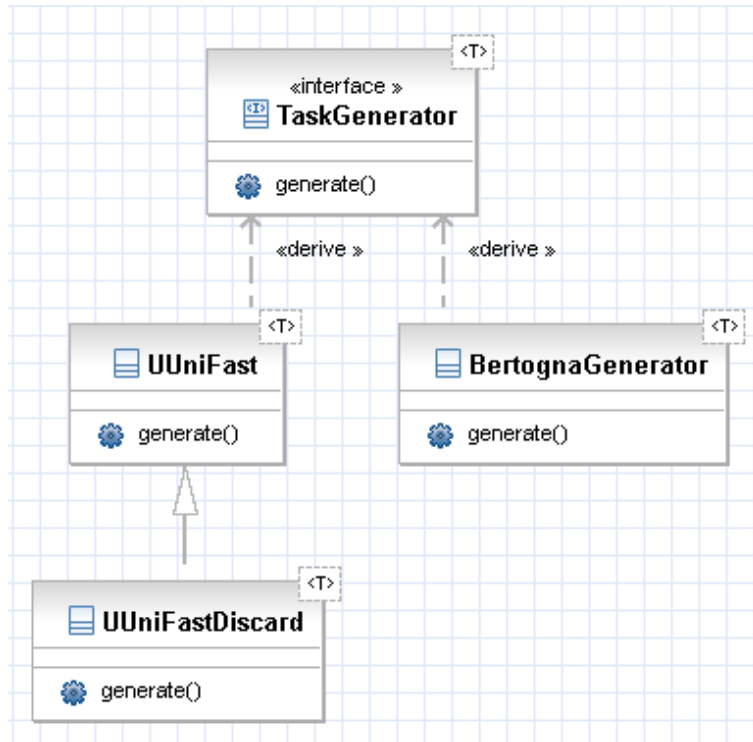 <T>
«interface »
<I>
TaskGenerator
generate()
«derive »
«derive »
<T>
<T>
UUniFast
BertognaGenerator
generate()
generate()
<T>
UUniFastDiscard
generate()